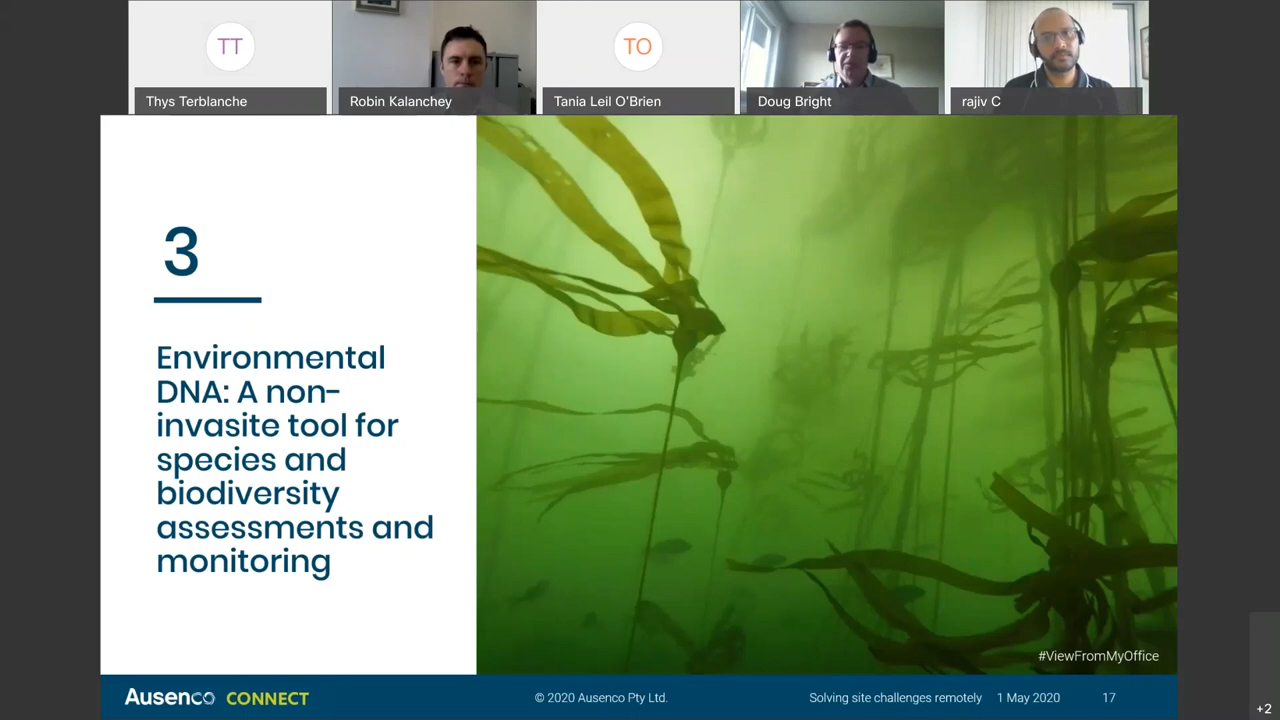 TT
TO
Thys Terblanche
Robin Kalanchey
Tania Leil O'Brien
Doug Bright
rajiv C
3
Environmental
DNA: A non-
invasite tool for
species and
biodiversity
assessments and
monitoring
#ViewFromMyOffice
Ausenco CONNECT
© 2020 Ausenco Pty Ltd.
Solving site challenges remotely 1 May 2020 17
+2